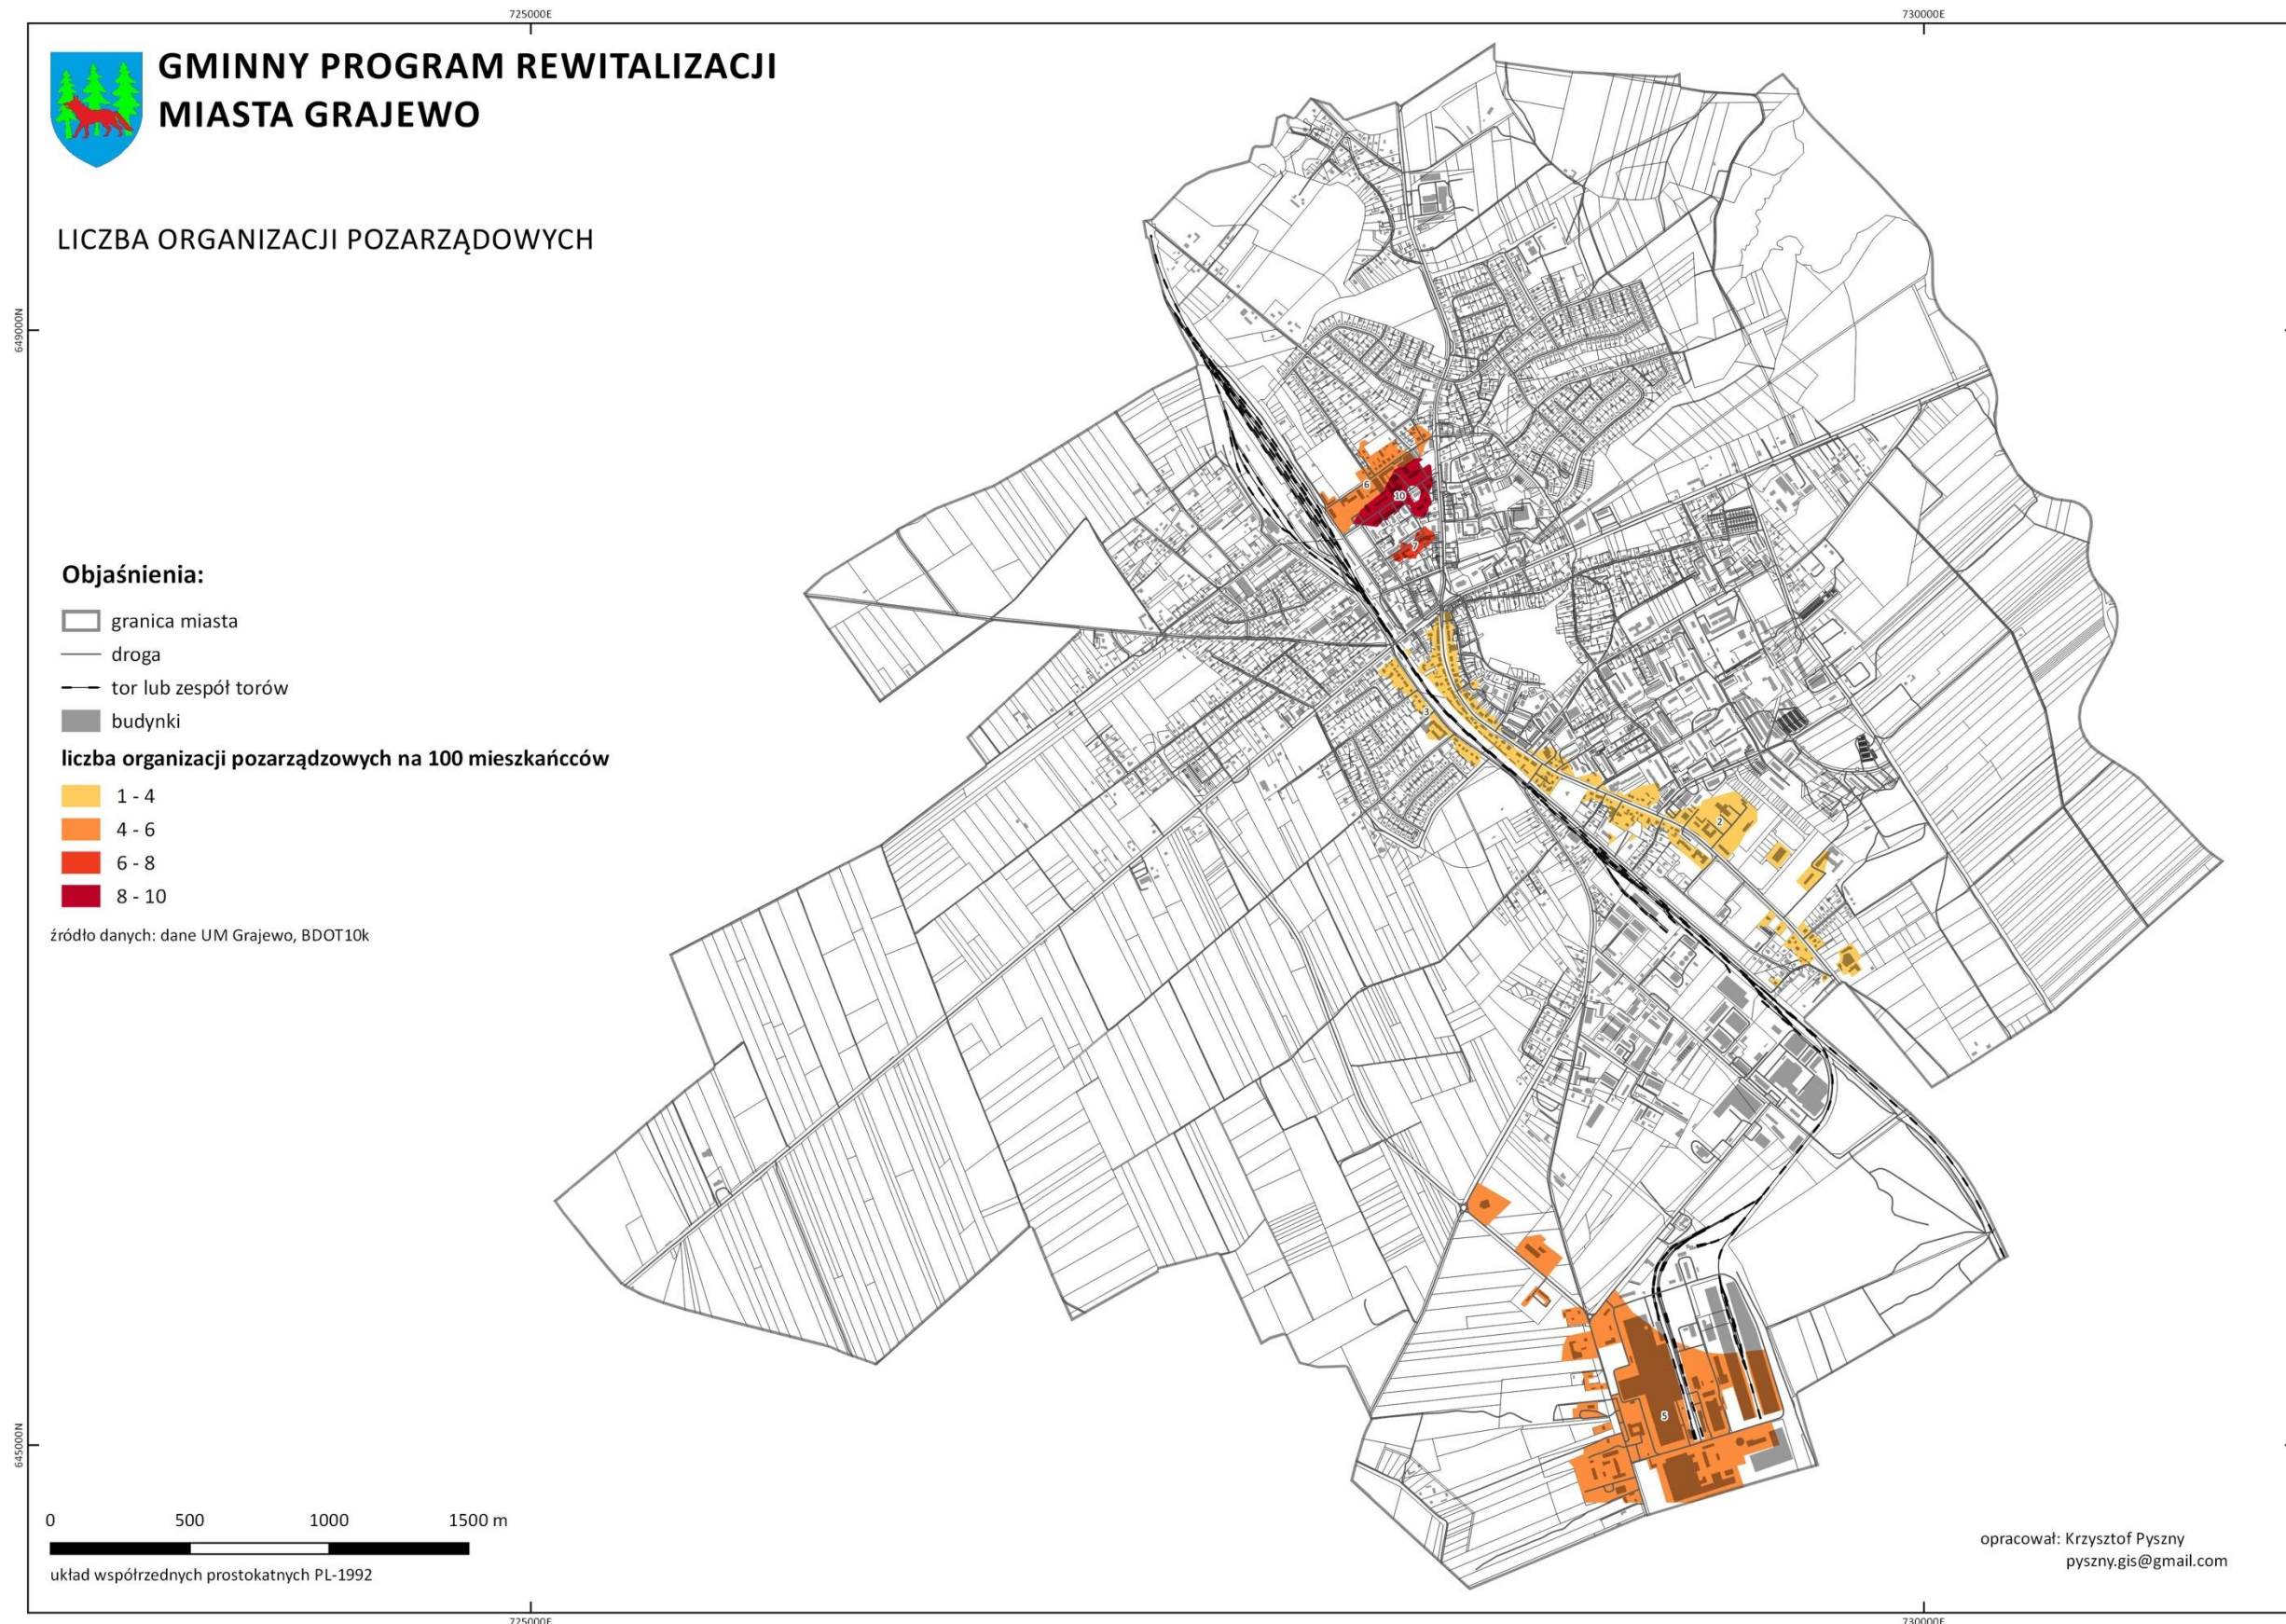 725000E
730000E
GMINNY PROGRAM REWITALIZACJI
MIASTA GRAJEWO
LICZBA ORGANIZACJI POZARZĄDOWYCH
649000N
6
10
7
Objaśnienia:
granica miasta
droga
tor lub zespół torów
budynki
liczba organizacji pozarządzowych na 100 mieszkańcców
1 - 4
4 - 6
6 - 8
8 - 10
źródło danych: dane UM Grajewo, BDOT10k
3
2
5
645000N
0 500 1000 1500 m
układ współrzędnych prostokatnych PL-1992
opracował: Krzysztof Pyszny
pyszny.gis@gmail.com
725000E
730000E